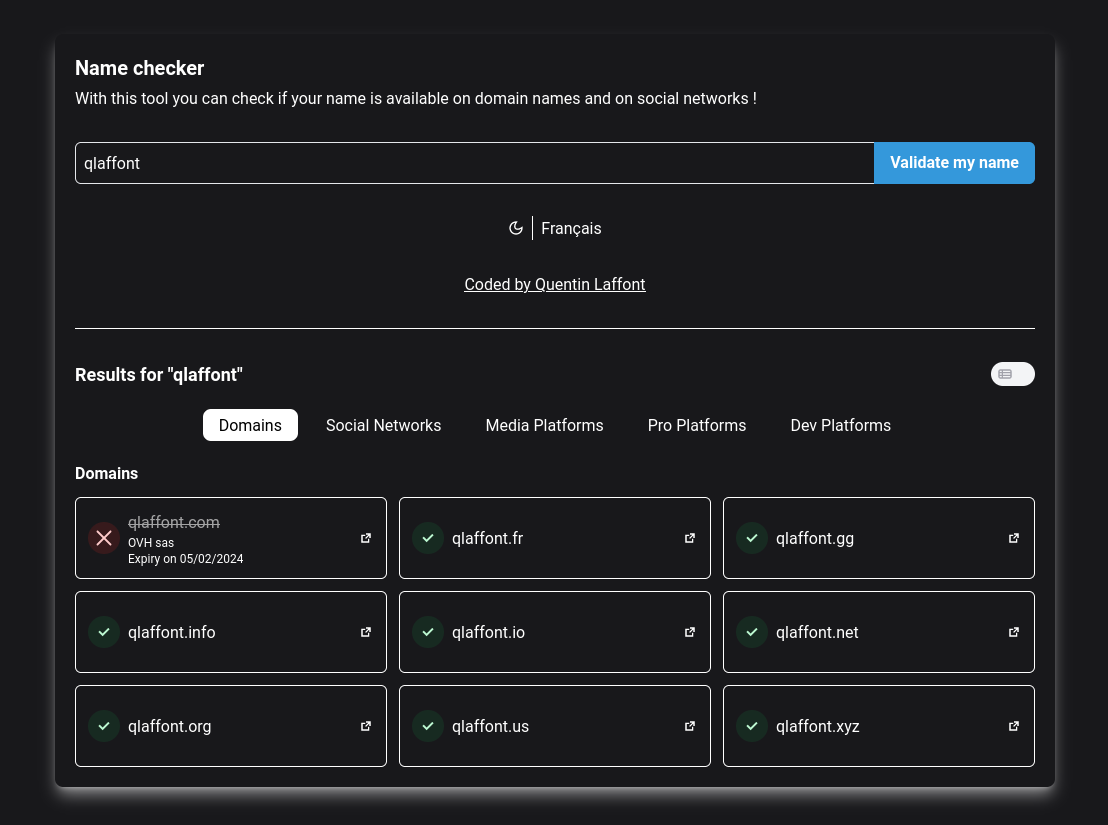 Name checker
With this tool you can check if your name is available on domain names and on social networks !
qlaffont
Validate my name
Français
Coded by Quentin Laffont
Results for "qlaffont"
Domains
Social Networks
Media Platforms
Pro Platforms
Dev Platforms
Domains
qlaffont.com
OVH sas
Expiry on 05/02/2024
qlaffont.fr
qlaffont.gg
qlaffont.info
qlaffont.io
qlaffont.net
qlaffont.org
qlaffont.us
qlaffont.xyz